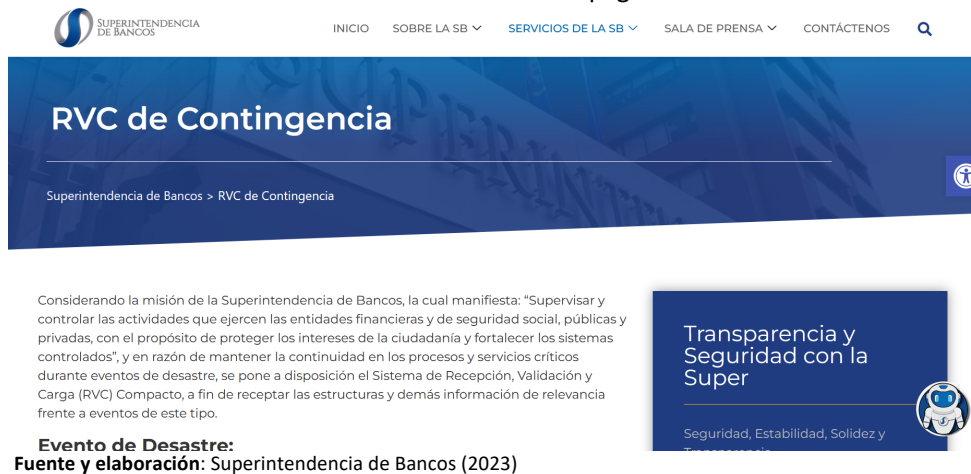 SUPERINTENDENCIA
DE BANCOS
INICIO SOBRE LA SB SERVICIOS DE LA SB SALA DE PRENSA CONTÁCTENOS
RVC de Contingencia
Superintendencia de Bancos > RVC de Contingencia
Considerando la misión de la Superintendencia de Bancos, la cual manifiesta: “Supervisar y
controlar las actividades que ejercen las entidades financieras y de seguridad social, públicas y
privadas, con el propósito de proteger los intereses de la ciudadanía y fortalecer los sistemas
controlados”, y en razón de mantener la continuidad en los procesos y servicios críticos
durante eventos de desastre, se pone a disposición el Sistema de Recepción, Validación y
Carga (RVC) Compacto, a fin de receptar las estructuras y demás información de relevancia
frente a eventos de este tipo.
Evento de Desastre:
Transparencia y
Seguridad con la
Super
Seguridad, Estabilidad, Solidez y
Fuente y elaboración: Superintendencia de Bancos (2023)